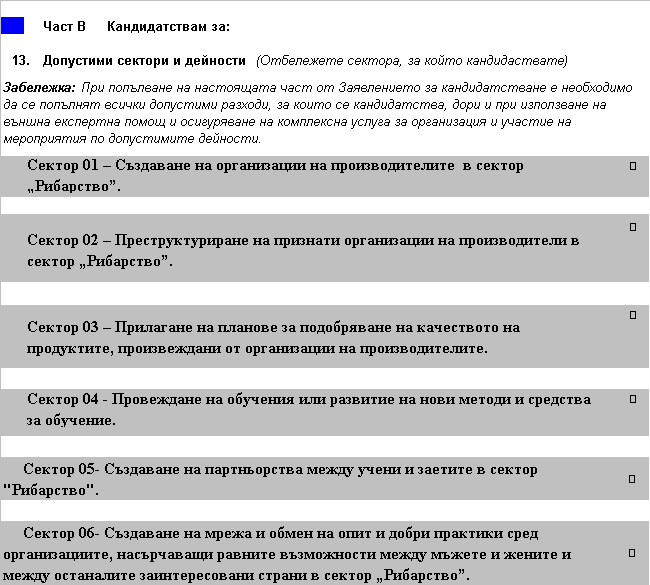 Част В Кандидатствам за:
13. Допустими сектори и дейности (Отбележете сектора, за който кандидаствате)
Забележка: При попълване на настоящата част от Заявлението за кандидатстване е необходимо
да се попълнят всички допустими разходи, за които се кандидатства, дори и при използване на
външна експертна помощ и осигуряване на комплексна услуга за организация и участие на
мероприятия по допустимите дейности.
Сектор 01 – Създаване на организации на производителите в сектор
„Рибарство”.
Сектор 02 – Преструктуриране на признати организации на производители в
сектор „Рибарство”.
Сектор 03 – Прилагане на планове за подобряване на качеството на
продуктите, произвеждани от организации на производителите.
Сектор 04 - Провеждане на обучения или развитие на нови методи и средства
за обучение.
Сектор 05- Създаване на партньорства между учени и заетите в сектор
"Рибарство".
Сектор 06- Създаване на мрежа и обмен на опит и добри практики сред
организациите, насърчаващи равните възможности между мъжете и жените и
между останалите заинтересовани страни в сектор „Рибарство”.